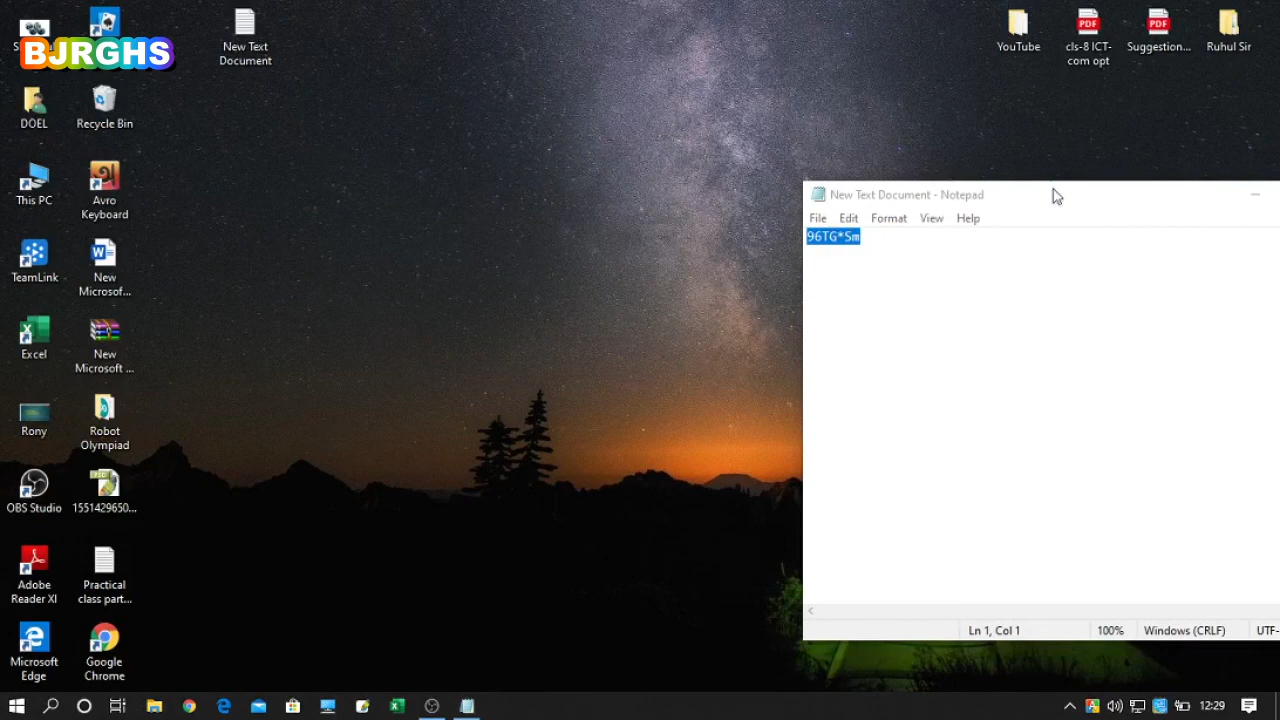 BJRGHS
New Text
Document
YouTube
cls-8 ICT-
com opt
Suggestion...
Ruhul Sir
DOEL
Recycle Bin
This PC
Avro
Keyboard
TeamLink
New
Microsof...
Excel
New
Microsoft ...
Rony
Robot
Olympiad
OBS Studio
1551429650...
Adobe
Reader XI
Practical
class part...
Microsoft
Edge
Google
Chrome
New Text Document - Notepad
File Edit Format View Help
96TG*5m
Ln 1, Col 1 100% Windows (CRLF) UTF-
12:29